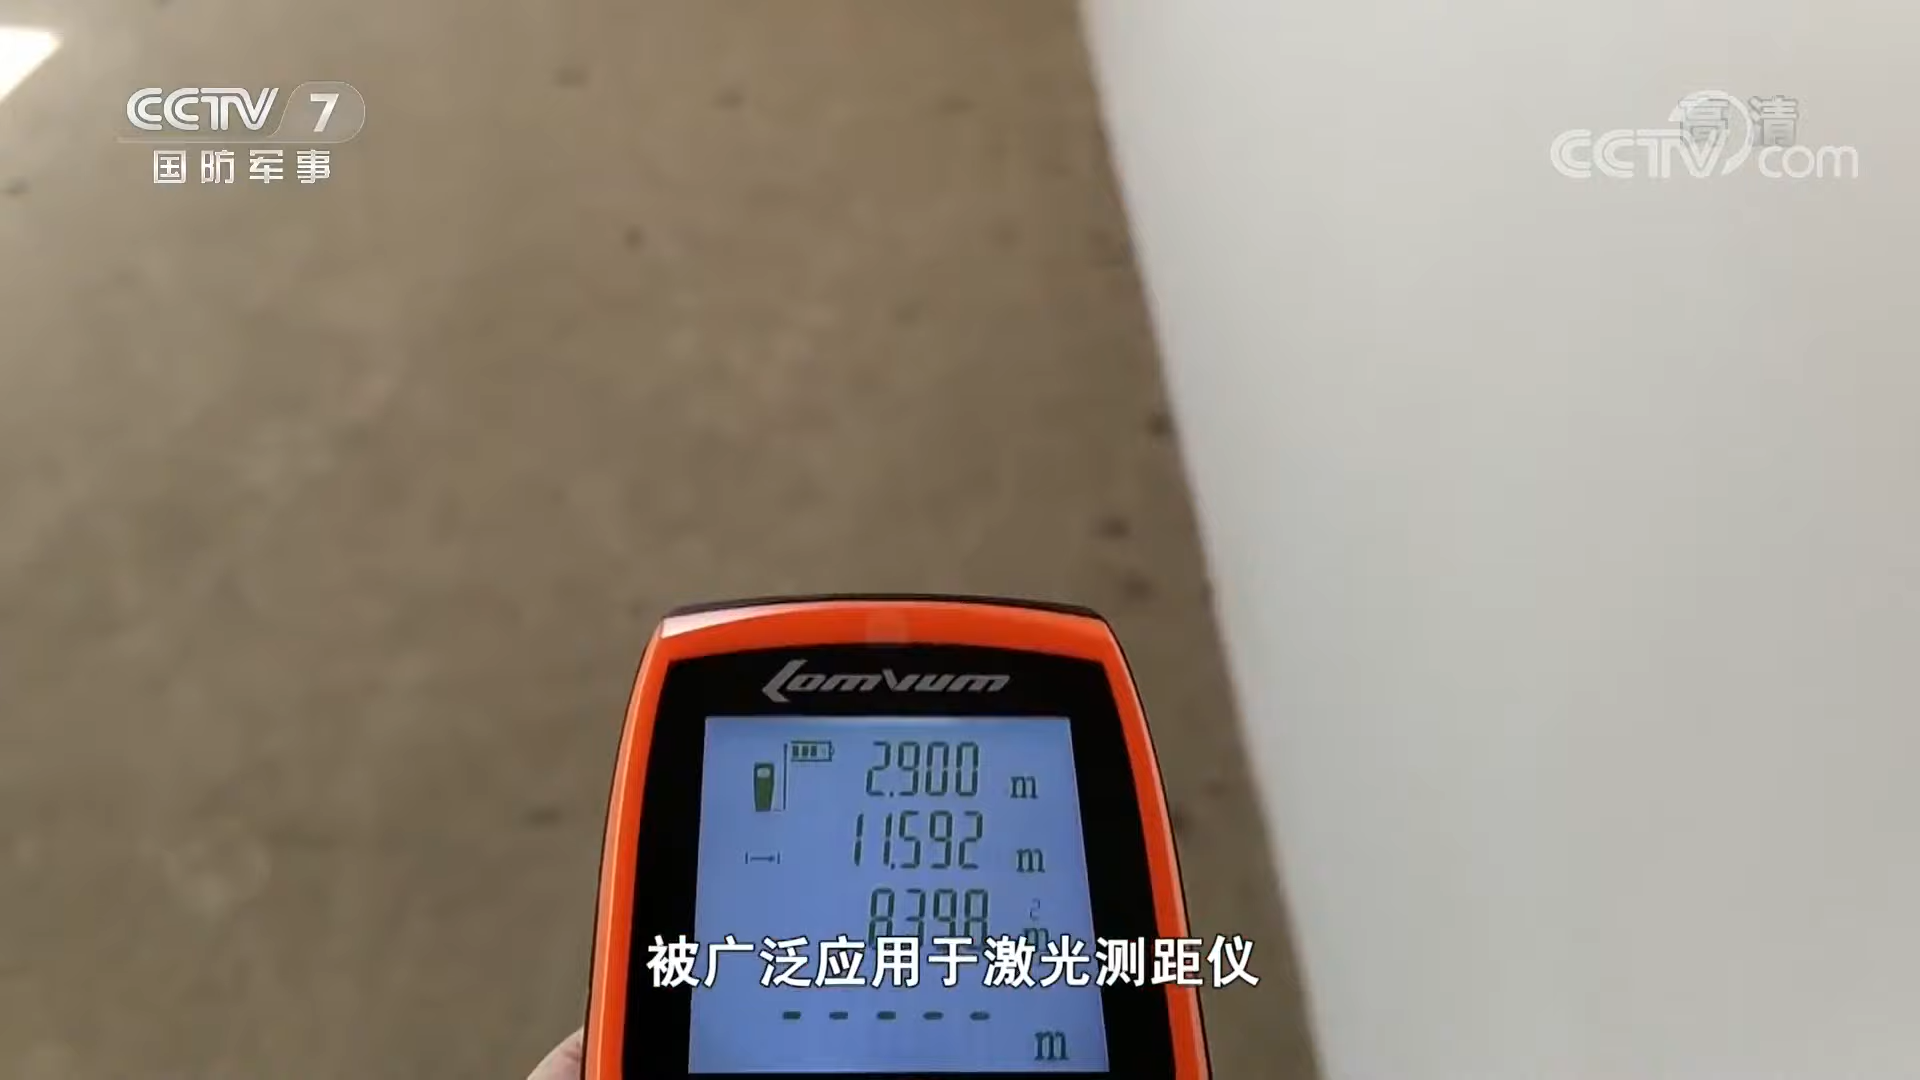 CCTV 7
国防军事
高清
CCTV.com
Lomvum
2.900 m
11.592 m
8.398 m²
被广泛应用于激光测距仪
----- m